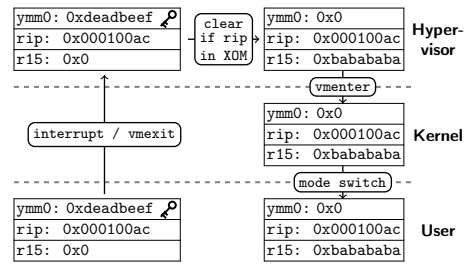 ymm0: 0xdeadbeef
rip: 0x000100ac
r15: 0x0
clear
if rip
in XOM
ymm0: 0x0
rip: 0x000100ac
r15: 0xbabababa
Hyper-
visor
vmenter
interrupt / vmexit
ymm0: 0x0
rip: 0x000100ac
r15: 0xbabababa
Kernel
mode switch
ymm0: 0xdeadbeef
rip: 0x000100ac
r15: 0x0
ymm0: 0x0
rip: 0x000100ac
r15: 0xbabababa
User